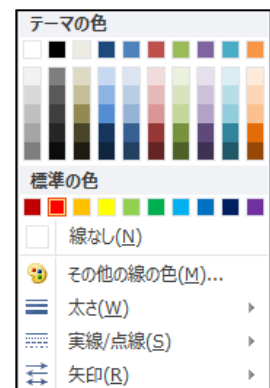 テーマの色
標準の色
線なし(N)
その他の線の色(M)...
太さ(W)
実線/点線(S)
矢印(R)